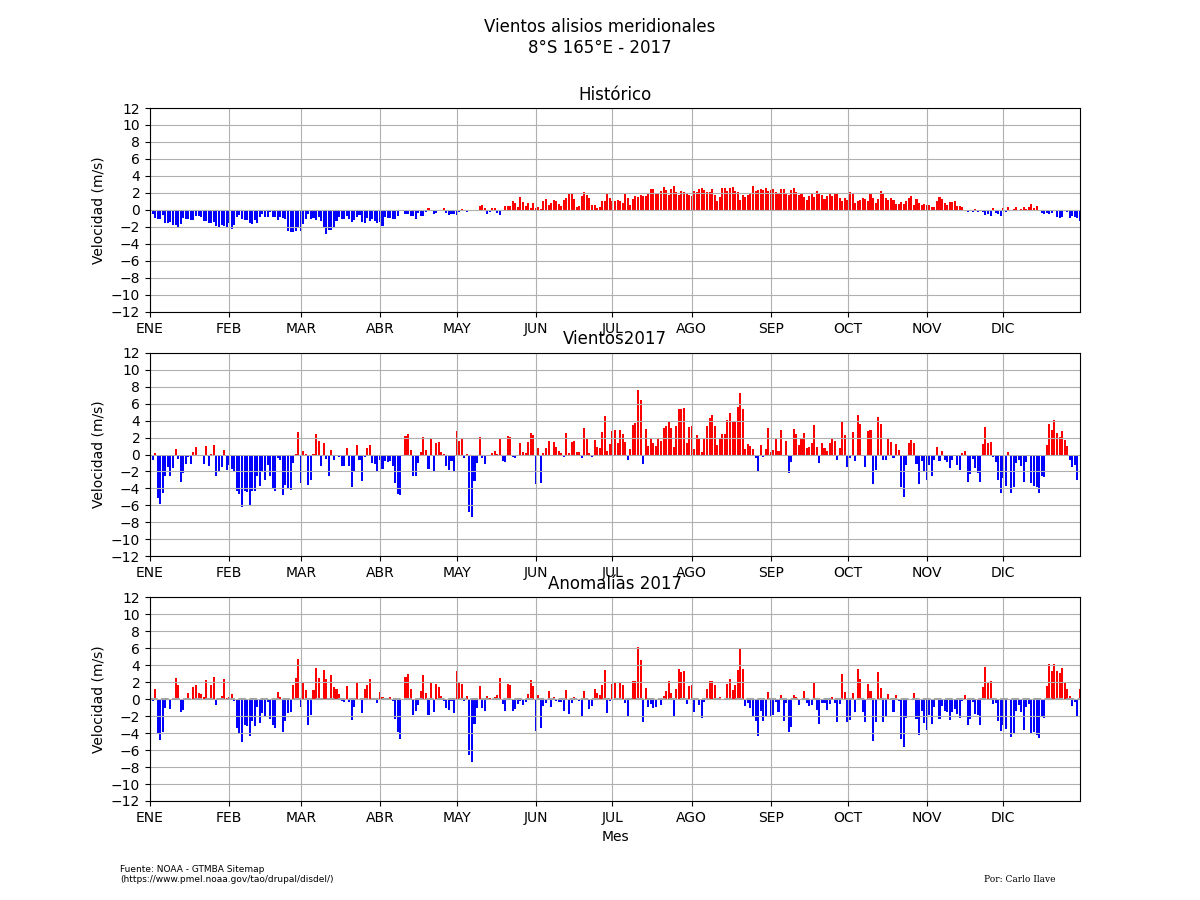 Vientos alisios meridionales
8°S 165°E - 2017
Histórico
12
10
8
6
4
2
0
−2
−4
−6
−8
−10
−12
Velocidad (m/s)
ENE FEB MAR ABR MAY JUN JUL AGO SEP OCT NOV DIC
Vientos2017
12
10
8
6
4
2
0
−2
−4
−6
−8
−10
−12
Velocidad (m/s)
ENE FEB MAR ABR MAY JUN JUL AGO SEP OCT NOV DIC
Anomalías 2017
12
10
8
6
4
2
0
−2
−4
−6
−8
−10
−12
Velocidad (m/s)
ENE FEB MAR ABR MAY JUN JUL AGO SEP OCT NOV DIC
Mes
Fuente: NOAA - GTMBA Sitemap
(https://www.pmel.noaa.gov/tao/drupal/disdel/)
Por: Carlo Ilave